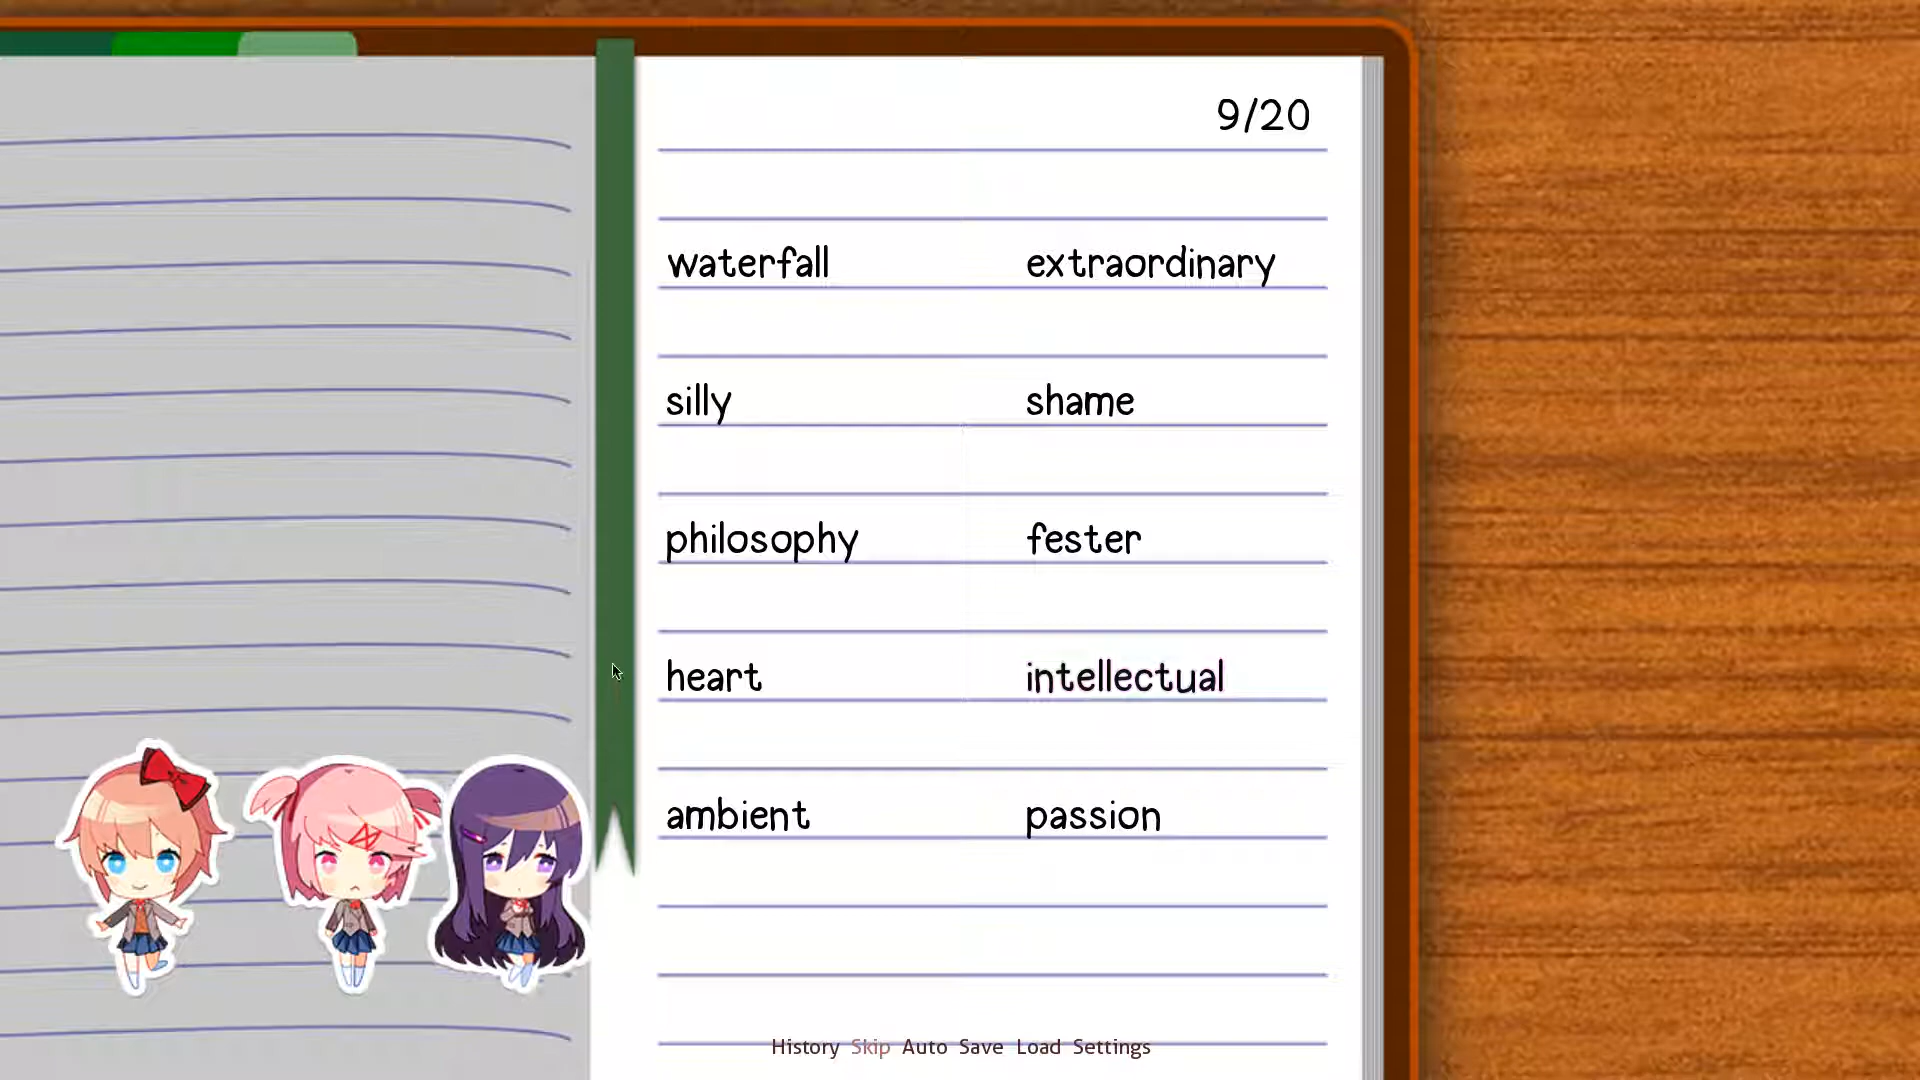 9/20
waterfall extraordinary
silly shame
philosophy fester
heart intellectual
ambient passion
History Skip Auto Save Load Settings